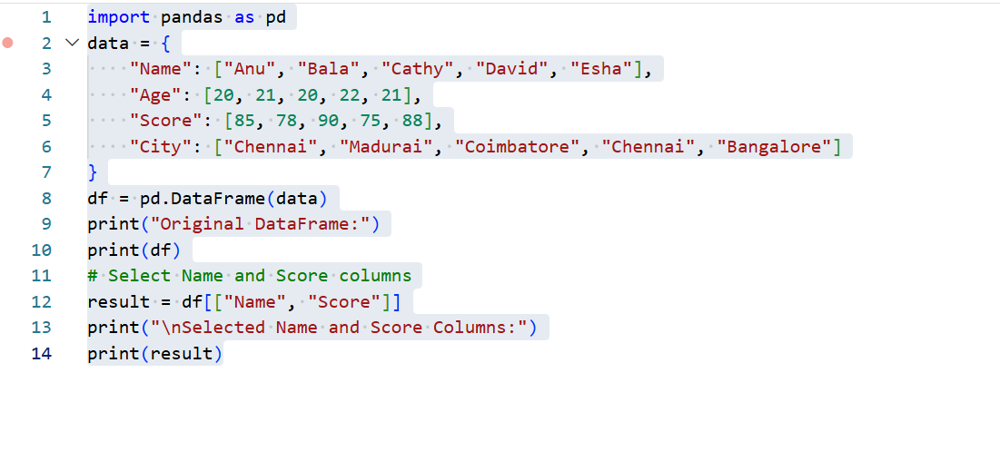 1 import pandas as pd
2 data = {
3     "Name": ["Anu", "Bala", "Cathy", "David", "Esha"],
4     "Age": [20, 21, 20, 22, 21],
5     "Score": [85, 78, 90, 75, 88],
6     "City": ["Chennai", "Madurai", "Coimbatore", "Chennai", "Bangalore"]
7 }
8 df = pd.DataFrame(data)
9 print("Original DataFrame:")
10 print(df)
11 # Select Name and Score columns
12 result = df[["Name", "Score"]]
13 print("\nSelected Name and Score Columns:")
14 print(result)